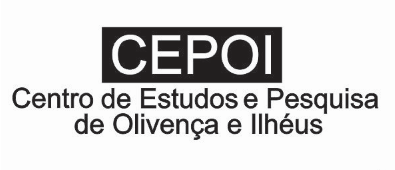 CEPOI
Centro de Estudos e Pesquisa
de Olivença e Ilhéus